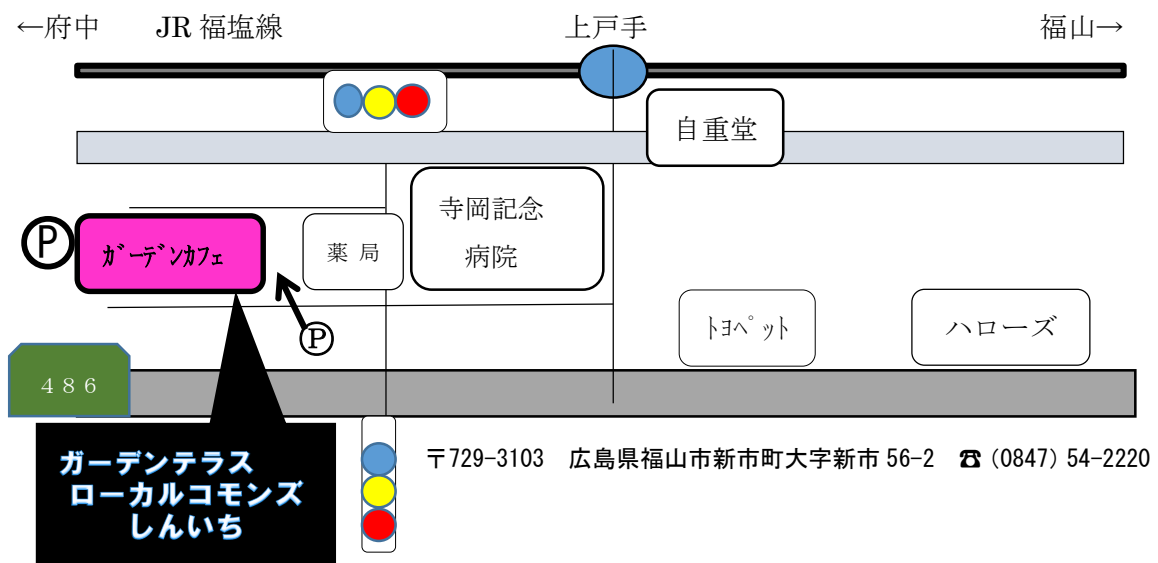 ←府中 JR 福塩線 上戸手 福山→
自重堂
寺岡記念
病院
Ⓟ
ｶﾞｰﾃﾞﾝｶﾌｪ
薬 局
Ⓟ
ﾄﾖﾍﾟｯﾄ
ハローズ
４８６
ガーデンテラス
ローカルコモンズ
しんいち
〒729-3103 広島県福山市新市町大字新市 56-2 ☎ (0847) 54-2220